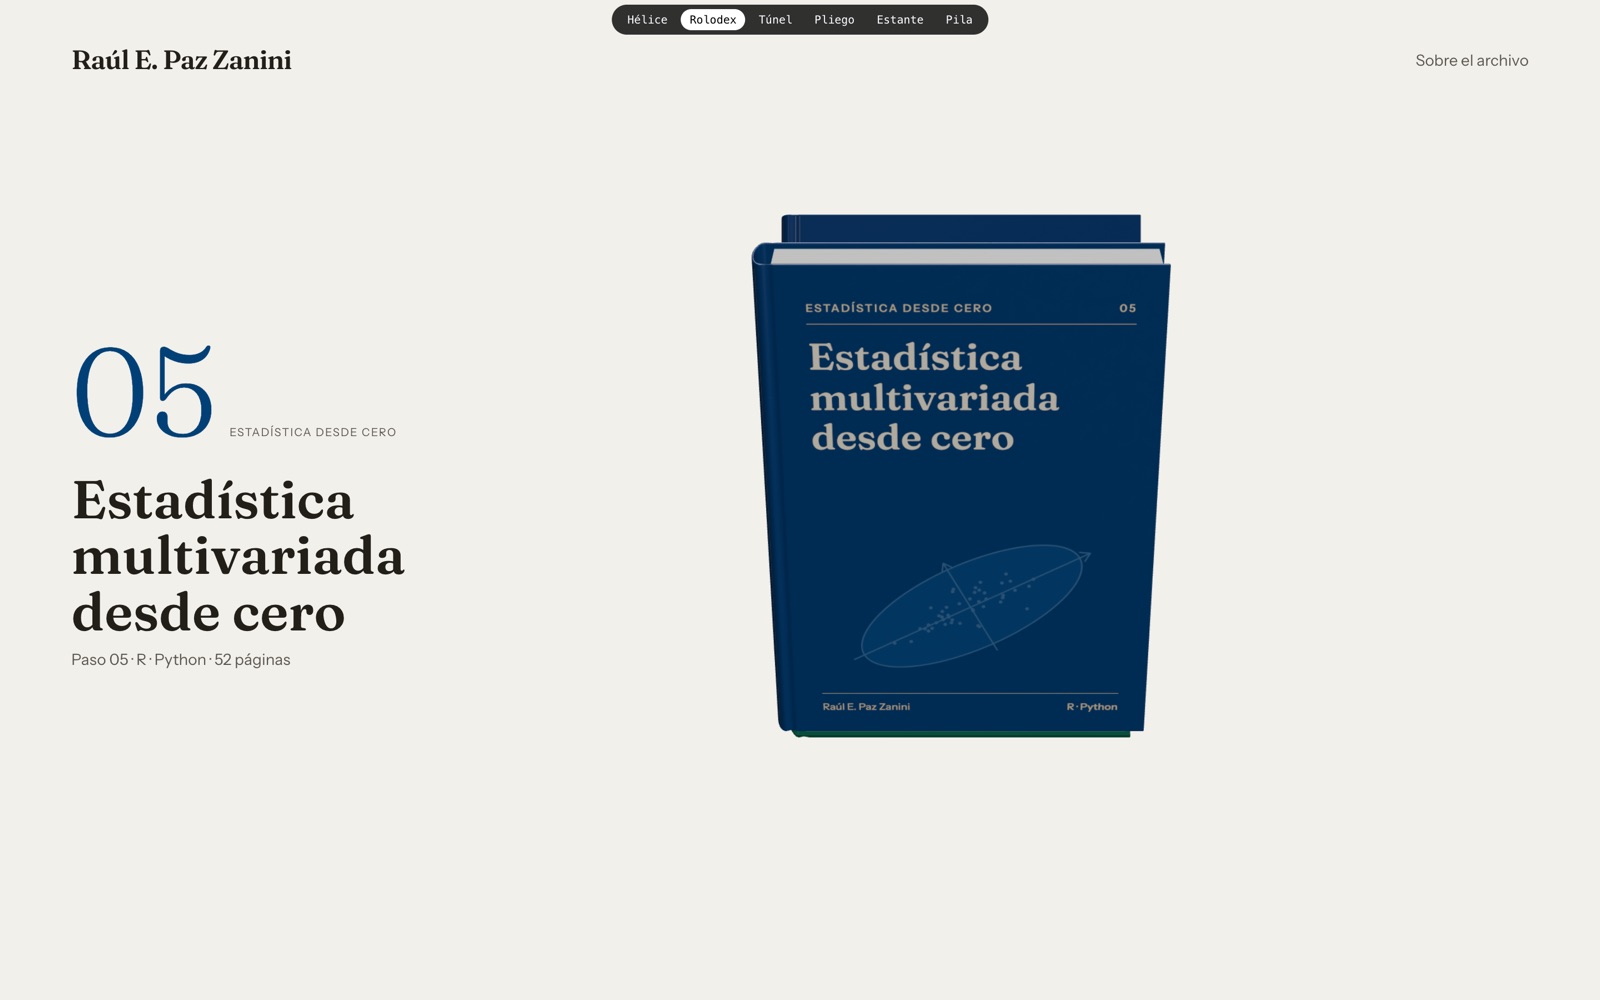 Hélice Rolodex Túnel Pliego Estante Pila
Raúl E. Paz Zanini
Sobre el archivo
05 ESTADÍSTICA DESDE CERO
Estadística
multivariada
desde cero
Paso 05 · R · Python · 52 páginas
ESTADÍSTICA DESDE CERO 05
Estadística
multivariada
desde cero
Raúl E. Paz Zanini R · Python